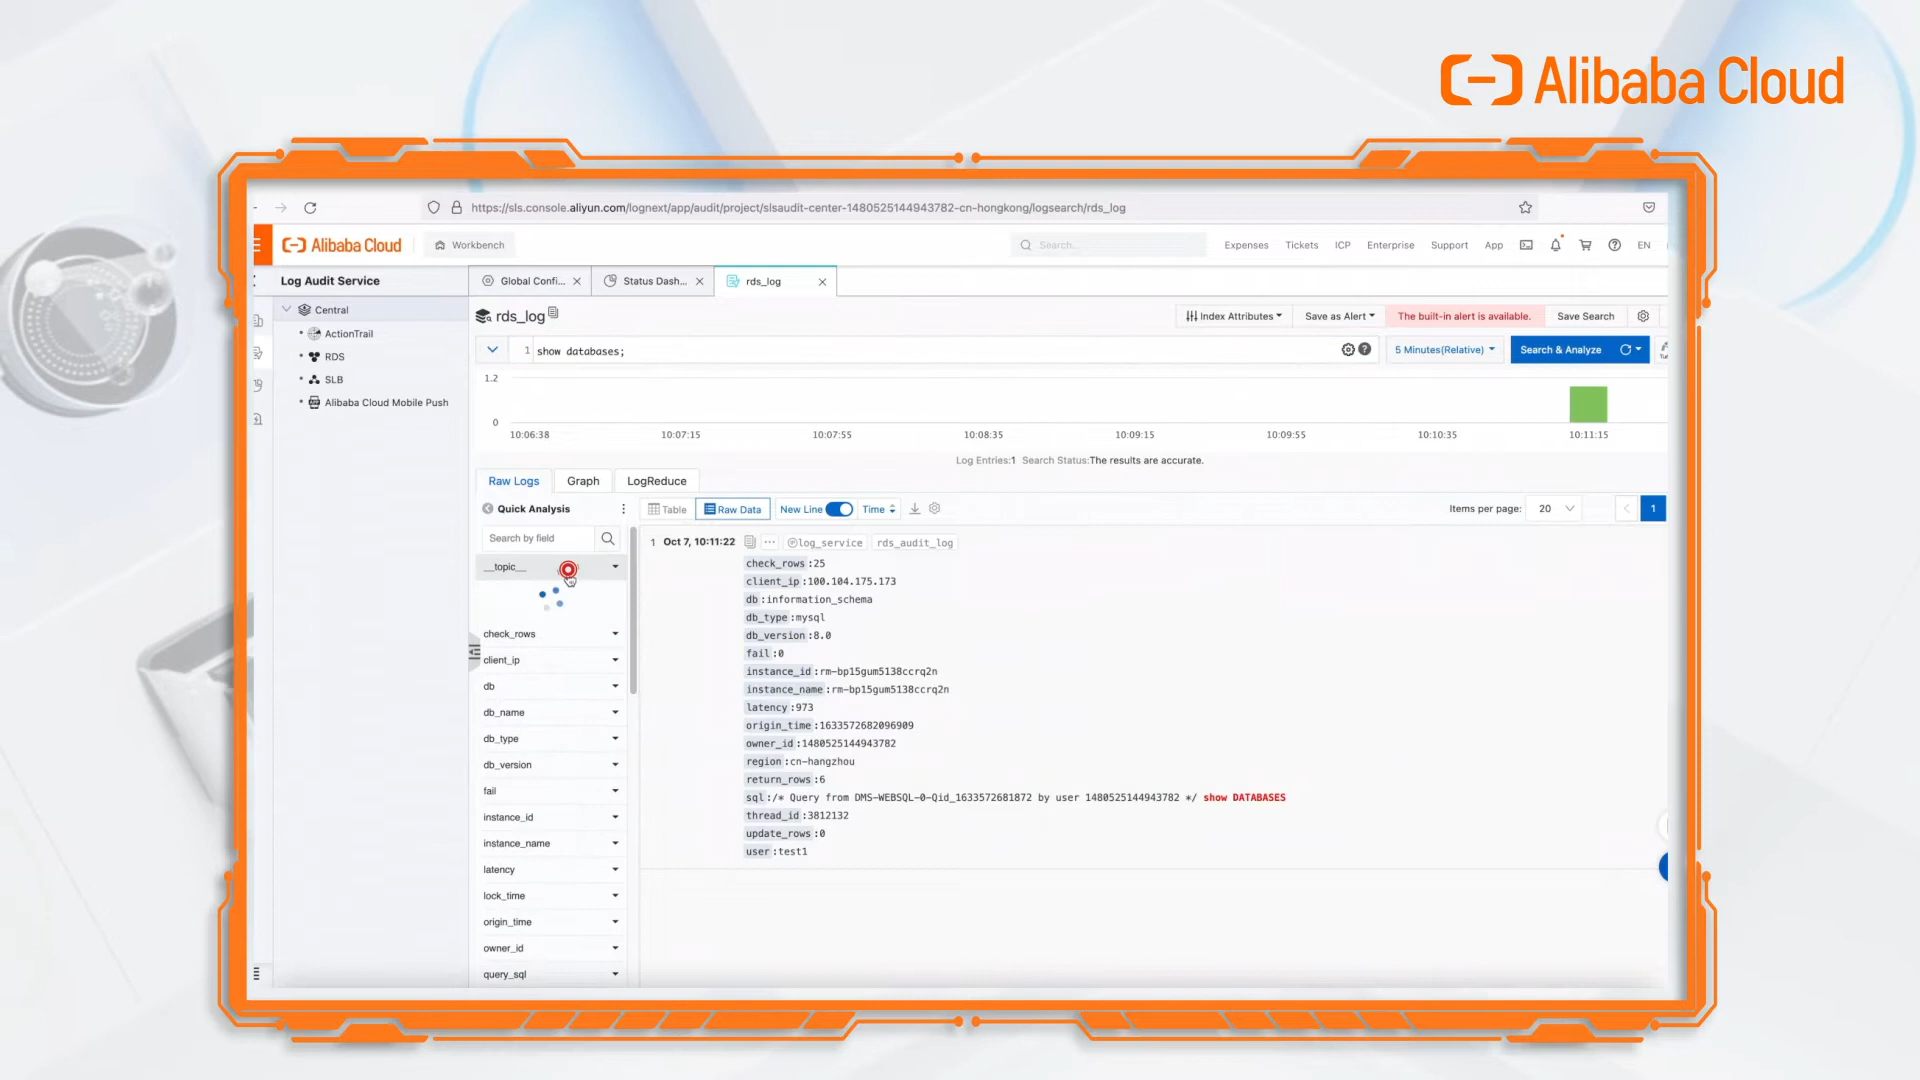 Alibaba Cloud
https://sls.console.aliyun.com/lognext/app/audit/project/slsaudit-center-1480525144943782-cn-hongkong/logsearch/rds_log
Alibaba Cloud
Workbench
Search...
Expenses
Tickets
ICP
Enterprise
Support
App
EN
Log Audit Service
Global Confi...
Status Dash...
rds_log
Central
ActionTrail
RDS
SLB
Alibaba Cloud Mobile Push
rds_log
Index Attributes
Save as Alert
The built-in alert is available.
Save Search
1 show databases;
5 Minutes(Relative)
Search & Analyze
1.2
0
10:06:38 10:07:15 10:07:55 10:08:35 10:09:15 10:09:55 10:10:35 10:11:15
Log Entries:1 Search Status:The results are accurate.
Raw Logs
Graph
LogReduce
Quick Analysis
Table
Raw Data
New Line
Time
Items per page: 20
1
Search by field
__topic__
check_rows
client_ip
db
db_name
db_type
db_version
fail
instance_id
instance_name
latency
lock_time
origin_time
owner_id
query_sql
1 Oct 7, 10:11:22 ... @log_service rds_audit_log
check_rows :25
client_ip :100.104.175.173
db :information_schema
db_type :mysql
db_version :8.0
fail :0
instance_id :rm-bp15gum5138ccrq2n
instance_name :rm-bp15gum5138ccrq2n
latency :973
origin_time :1633572682096909
owner_id :1480525144943782
region :cn-hangzhou
return_rows :6
sql :/* Query from DMS-WEBSQL-0-Qid_1633572681872 by user 1480525144943782 */ show DATABASES
thread_id :3812132
update_rows :0
user :test1